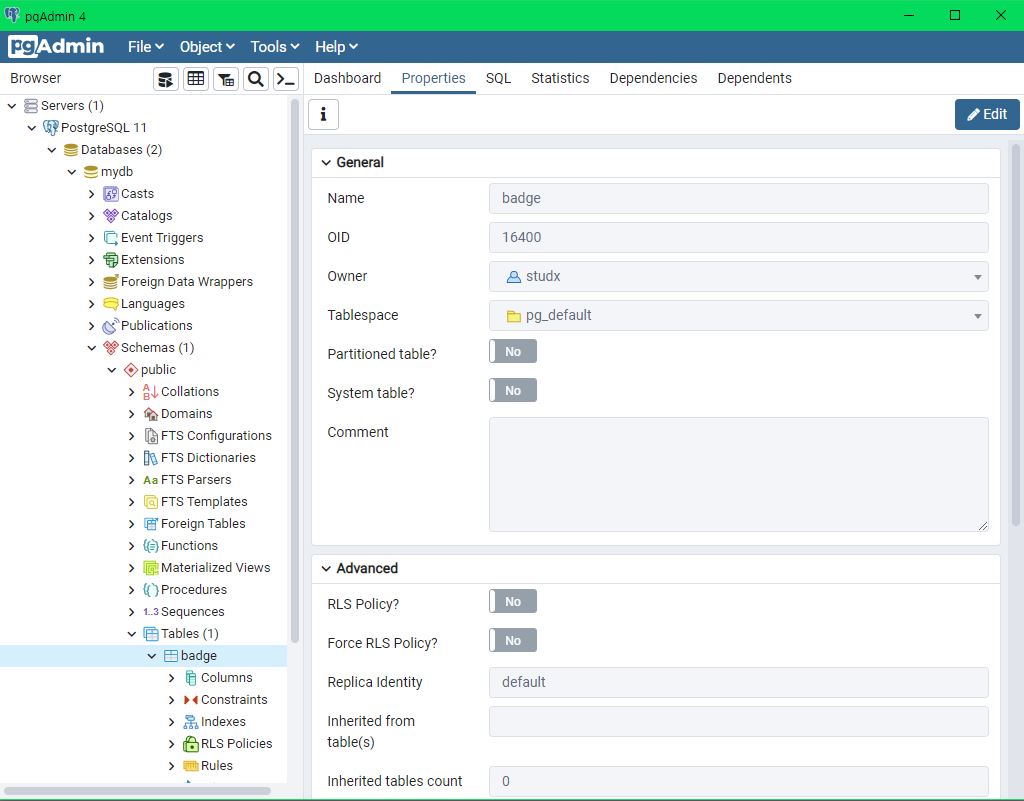 pgAdmin 4
pgAdmin File Object Tools Help
Browser
Dashboard Properties SQL Statistics Dependencies Dependents
Servers (1)
PostgreSQL 11
Databases (2)
mydb
Casts
Catalogs
Event Triggers
Extensions
Foreign Data Wrappers
Languages
Publications
Schemas (1)
public
Collations
Domains
FTS Configurations
FTS Dictionaries
Aa FTS Parsers
FTS Templates
Foreign Tables
Functions
Materialized Views
Procedures
1..3 Sequences
Tables (1)
badge
Columns
Constraints
Indexes
RLS Policies
Rules
Edit
General
Name badge
OID 16400
Owner studx
Tablespace pg_default
Partitioned table? No
System table? No
Comment
Advanced
RLS Policy? No
Force RLS Policy? No
Replica Identity default
Inherited from
table(s)
Inherited tables count 0